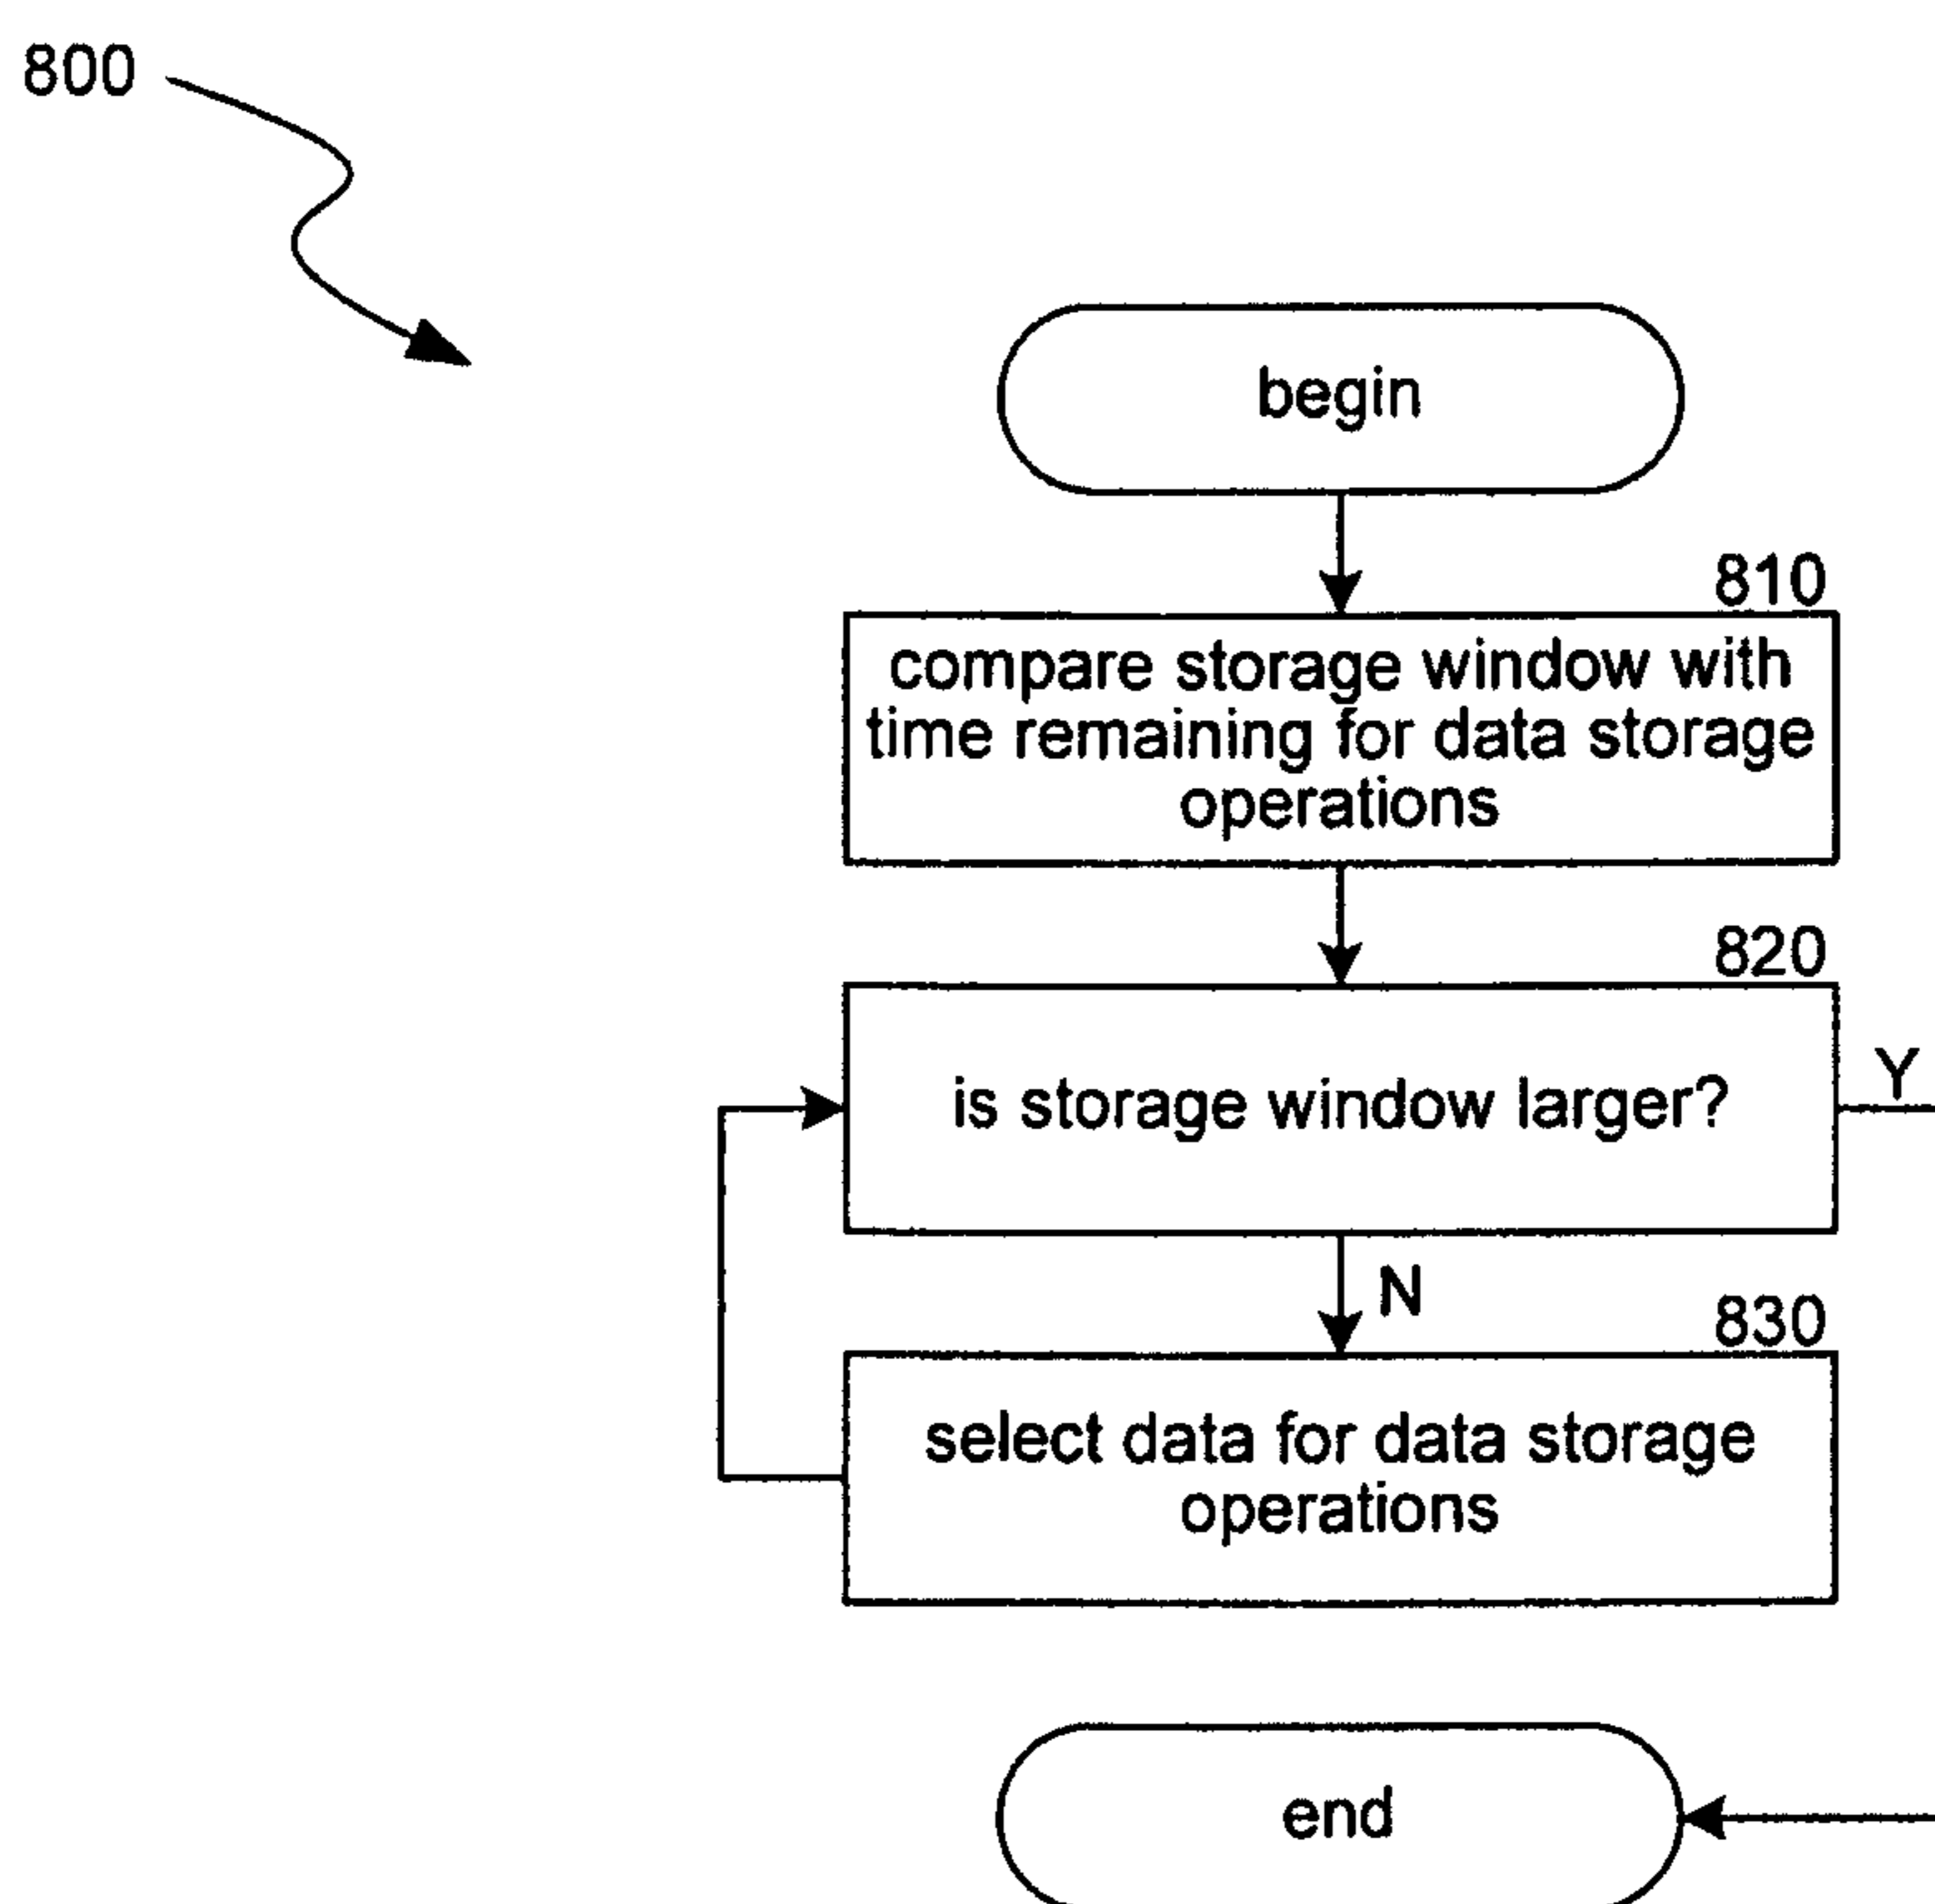 800
begin
810
compare storage window with
time remaining for data storage
operations
820
is storage window larger?
Y
N
830
select data for data storage
operations
end